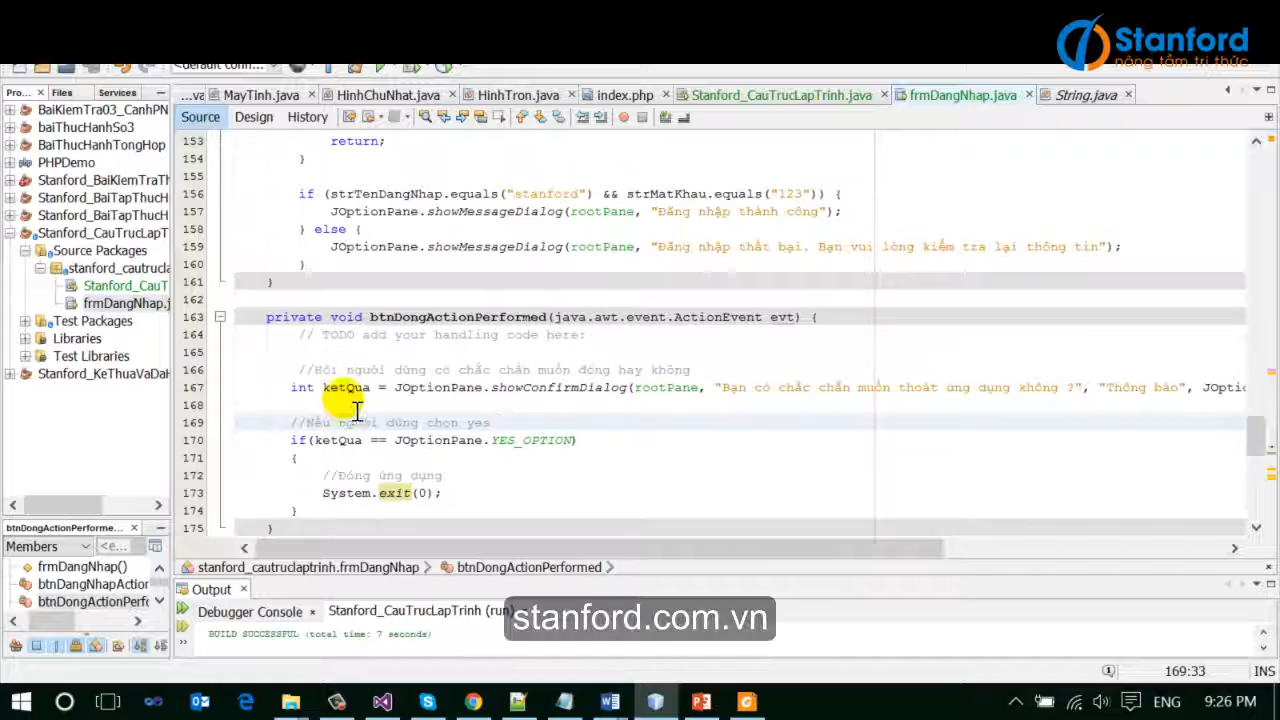 Stanford
nâng tầm tri thức
<default conn...
Pro...
Files
Services
...va
MayTinh.java
HinhChuNhat.java
HinhTron.java
index.php
Stanford_CauTrucLapTrinh.java
frmDangNhap.java
String.java
Source
Design
History
BaiKiemTra03_CanhPN
baiThucHanhSo3
BaiThucHanhTongHop
PHPDemo
Stanford_BaiKiemTraTh
Stanford_BaiTapThucH
Stanford_BaiTapThucH
Stanford_CauTrucLapT
Source Packages
stanford_cautrucla
Stanford_CauT
frmDangNhap.j
Test Packages
Libraries
Test Libraries
Stanford_KeThuaVaDaH
153 return;
154 }
155
156 if (strTenDangNhap.equals("stanford") && strMatKhau.equals("123")) {
157 JOptionPane.showMessageDialog(rootPane, "Đăng nhập thành công");
158 } else {
159 JOptionPane.showMessageDialog(rootPane, "Đăng nhập thất bại. Bạn vui lòng kiểm tra lại thông tin");
160 }
161 }
162
163 private void btnDongActionPerformed(java.awt.event.ActionEvent evt) {
164 // TODO add your handling code here:
165
166 //Hỏi người dùng có chắc chắn muốn đóng hay không
167 int ketQua = JOptionPane.showConfirmDialog(rootPane, "Bạn có chắc chắn muốn thoát ứng dụng không ?", "Thông báo", JOptio
168
169 //Nếu người dùng chọn yes
170 if(ketQua == JOptionPane.YES_OPTION)
171 {
172 //Đóng ứng dụng
173 System.exit(0);
174 }
175 }
btnDongActionPerforme...
Members
<e...
frmDangNhap()
btnDangNhapAction
btnDongActionPerf
stanford_cautruclaptrinh.frmDangNhap
btnDongActionPerformed
Output
Debugger Console
Stanford_CauTrucLapTrinh (run)
BUILD SUCCESSFUL (total time: 7 seconds)
stanford.com.vn
169:33
INS
ENG
9:26 PM